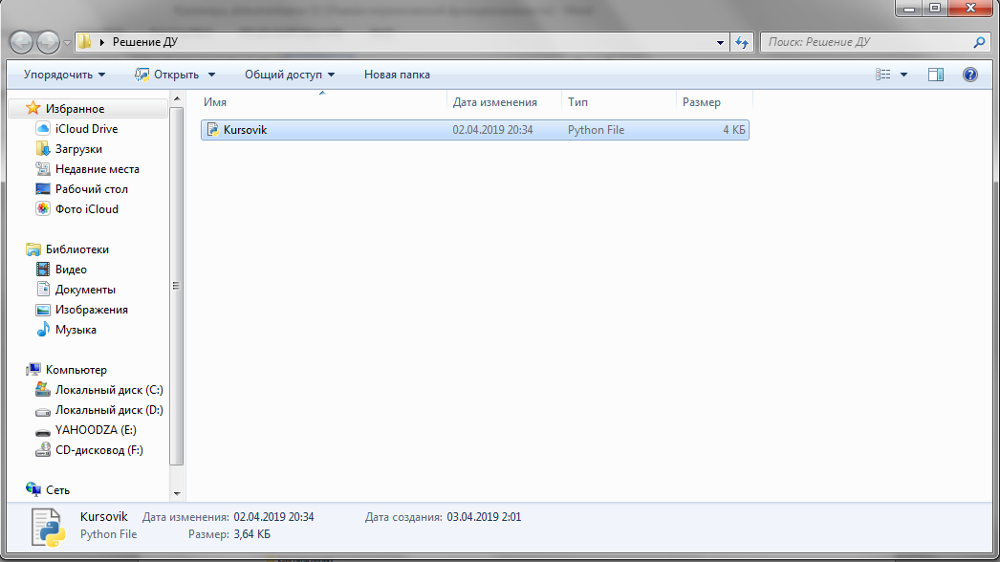 Решение ДУ
Поиск: Решение ДУ
Упорядочить
Открыть
Общий доступ
Новая папка
Избранное
iCloud Drive
Загрузки
Недавние места
Рабочий стол
Фото iCloud
Библиотеки
Видео
Документы
Изображения
Музыка
Компьютер
Локальный диск (C:)
Локальный диск (D:)
YAHOODZA (E:)
CD-дисковод (F:)
Сеть
Имя Дата изменения Тип Размер
Kursovik 02.04.2019 20:34 Python File 4 КБ
Kursovik Дата изменения: 02.04.2019 20:34 Дата создания: 03.04.2019 2:01
Python File Размер: 3,64 КБ